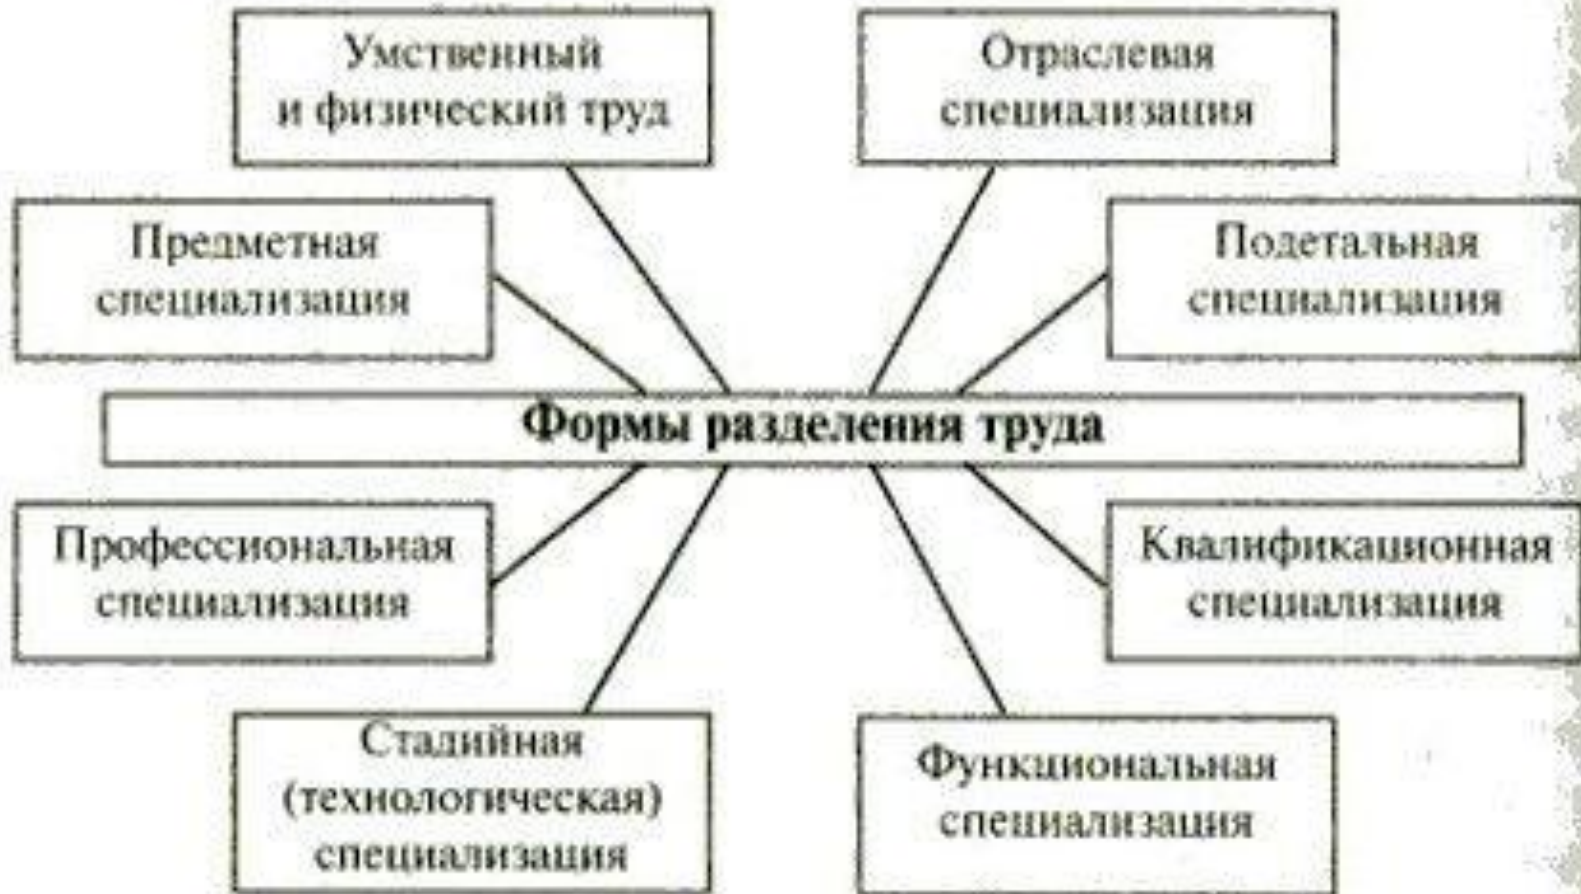 Умственный
и физический труд
Отраслевая
специализация
Предметная
специализация
Подетальная
специализация
Формы разделения труда
Профессиональная
специализация
Квалификационная
специализация
Стадийная
(технологическая)
специализация
Функциональная
специализация